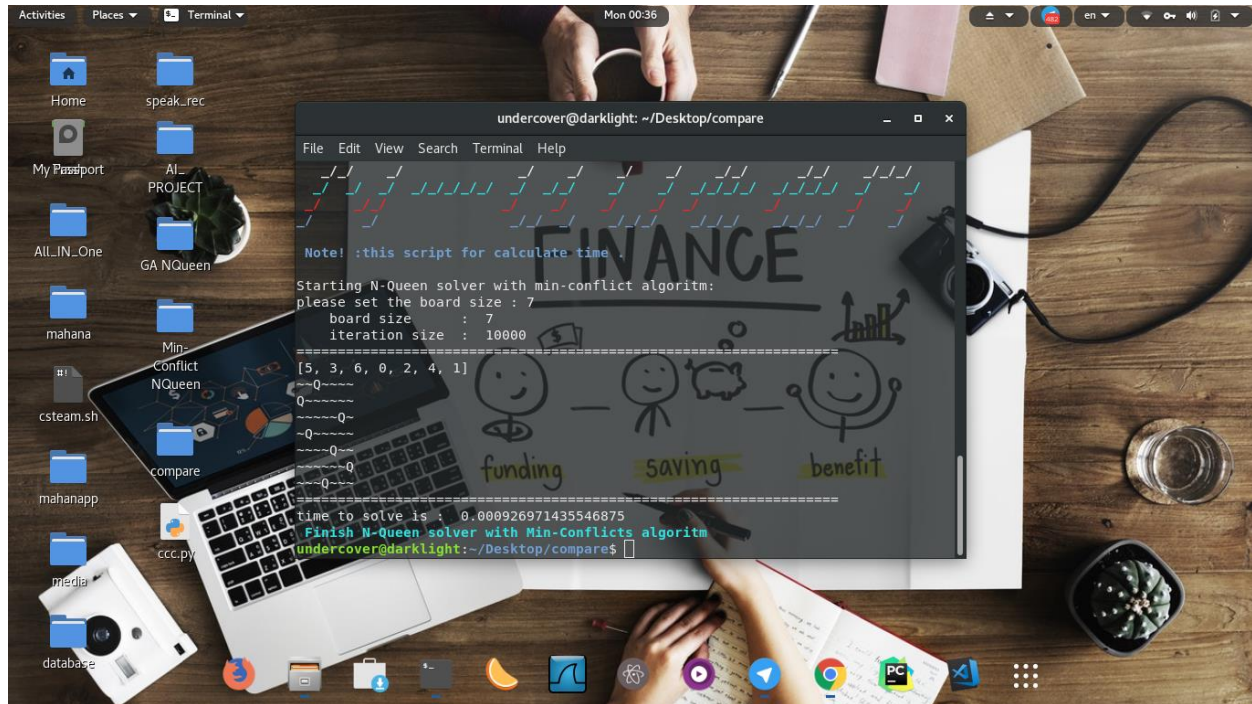 Activities Places Terminal Mon 00:36 482 en
Home
speak_rec
My Passport
AI_
PROJECT
All_IN_One
GA NQueen
mahana
Min-
Conflict
NQueen
csteam.sh
compare
mahanapp
ccc.py
media
database
undercover@darklight: ~/Desktop/compare
File Edit View Search Terminal Help
Note! :this script for calculate time .
Starting N-Queen solver with min-conflict algoritm:
please set the board size : 7
board size : 7
iteration size : 10000
==================================================================
[5, 3, 6, 0, 2, 4, 1]
~~Q~~~~
Q~~~~~~
~~~~~Q~
~Q~~~~~
~~~~Q~~
~~~~~~Q
~~~Q~~~
==================================================================
time to solve is : 0.000926971435546875
Finish N-Queen solver with Min-Conflicts algoritm
undercover@darklight:~/Desktop/compare$
FINANCE
funding saving benefit
PC